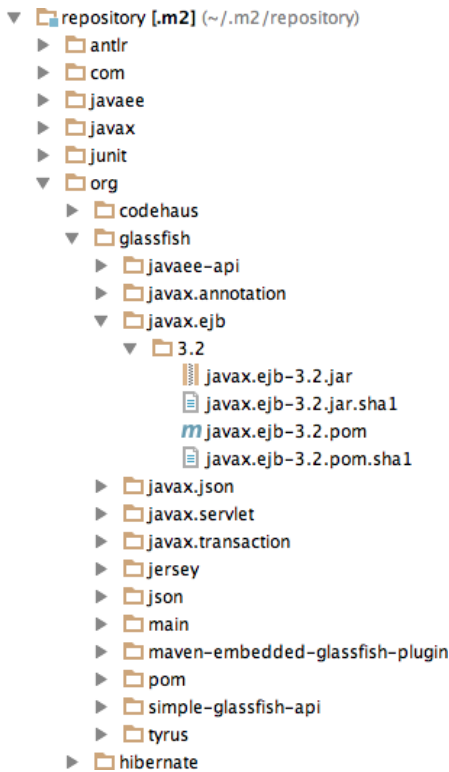 repository [.m2] (~/.m2/repository)
antlr
com
javaee
javax
junit
org
codehaus
glassfish
javaee-api
javax.annotation
javax.ejb
3.2
javax.ejb-3.2.jar
javax.ejb-3.2.jar.sha1
m javax.ejb-3.2.pom
javax.ejb-3.2.pom.sha1
javax.json
javax.servlet
javax.transaction
jersey
json
main
maven-embedded-glassfish-plugin
pom
simple-glassfish-api
tyrus
hibernate